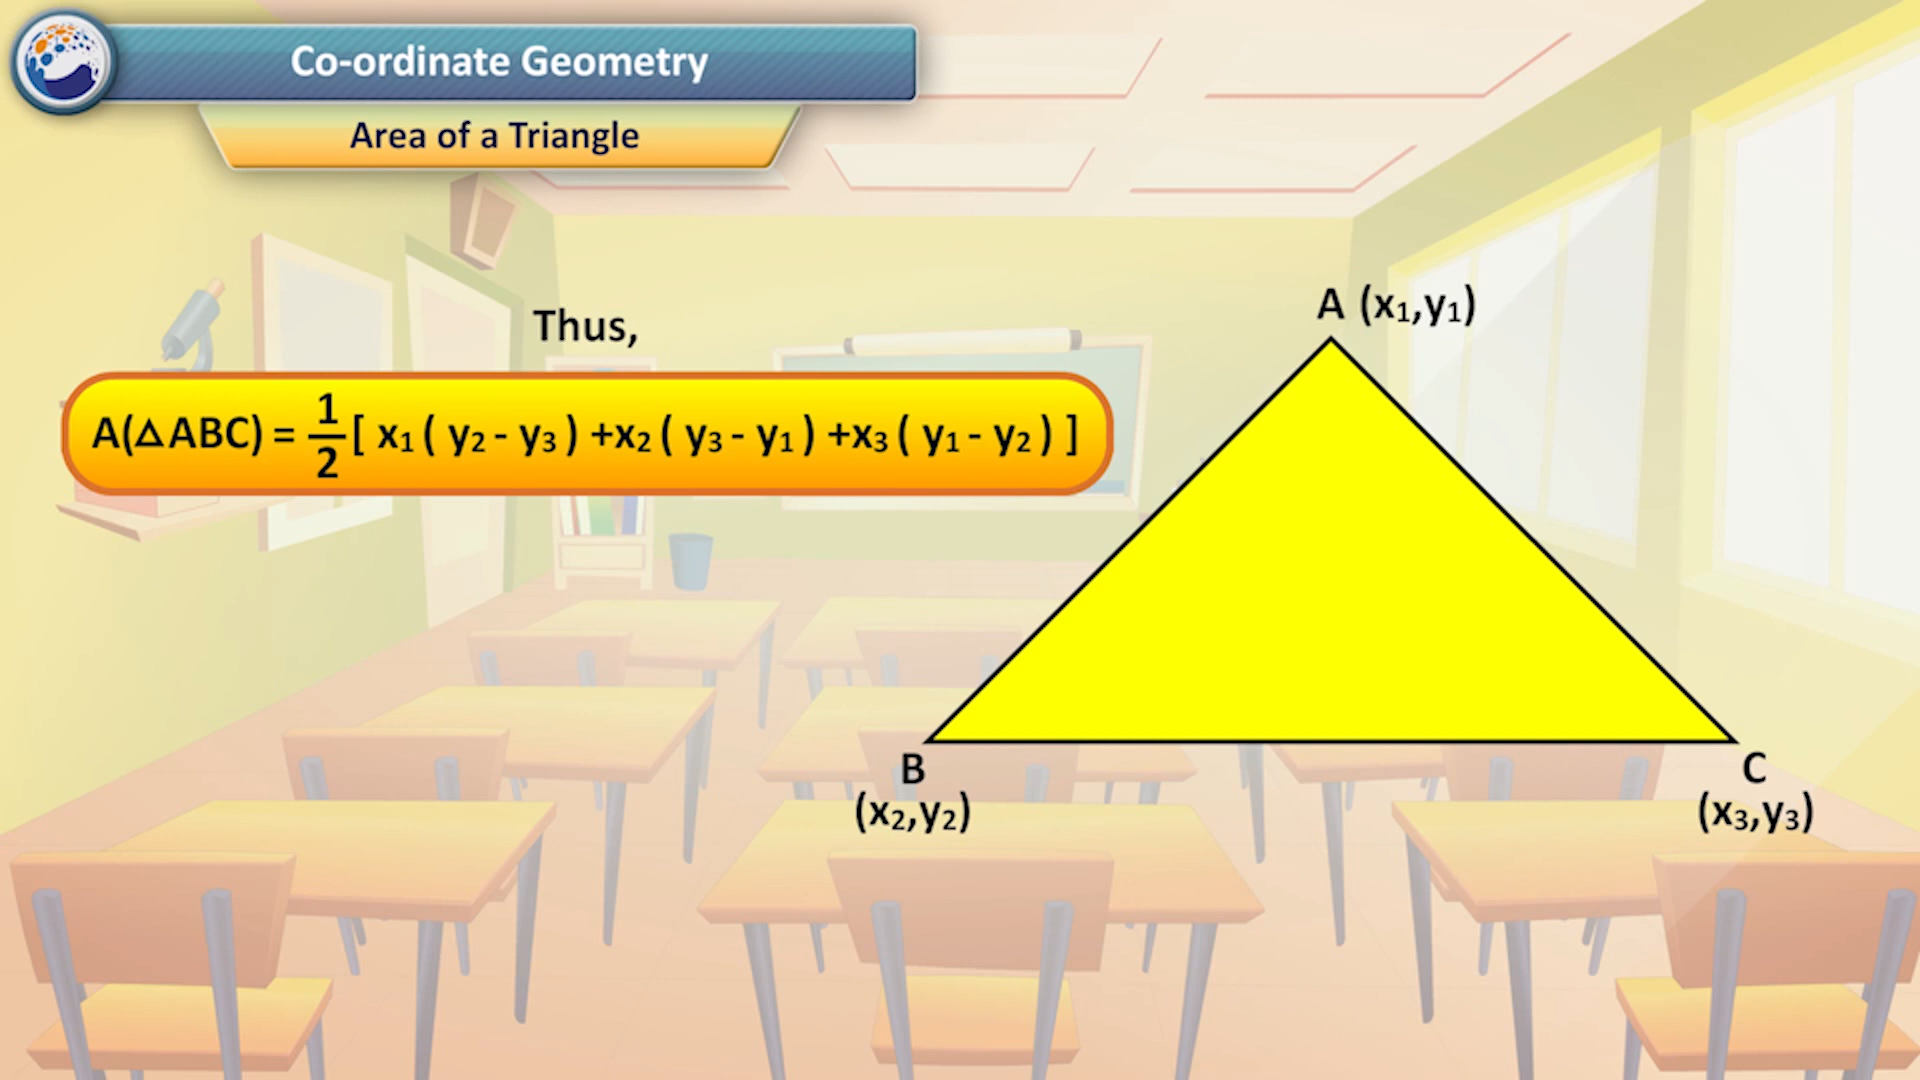 Co-ordinate Geometry
Area of a Triangle
Thus,
A(△ABC) = 1/2 [ x₁ ( y₂ - y₃ ) +x₂ ( y₃ - y₁ ) +x₃ ( y₁ - y₂ ) ]
A (x₁,y₁)
B
(x₂,y₂)
C
(x₃,y₃)